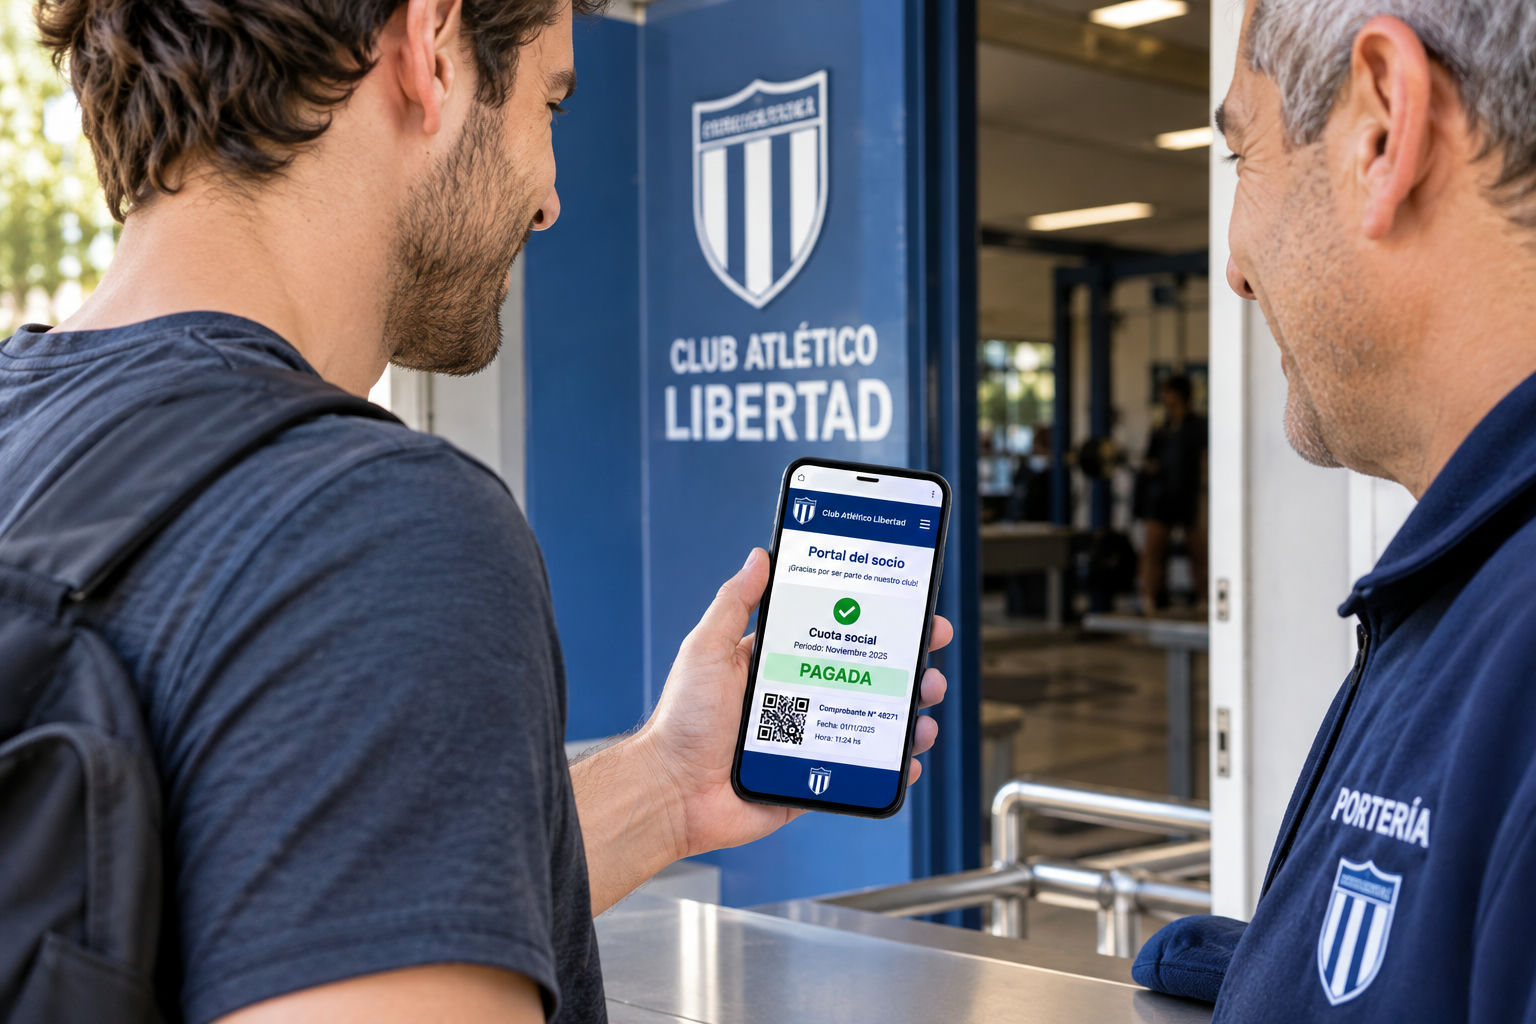 CLUB ATLÉTICO
LIBERTAD
Club Atlético Libertad
Portal del socio
¡Gracias por ser parte de nuestro club!
Cuota social
Periodo: Noviembre 2025
PAGADA
Comprobante N° 48271
Fecha: 01/11/2025
Hora: 11:24 hs
PORTERÍA